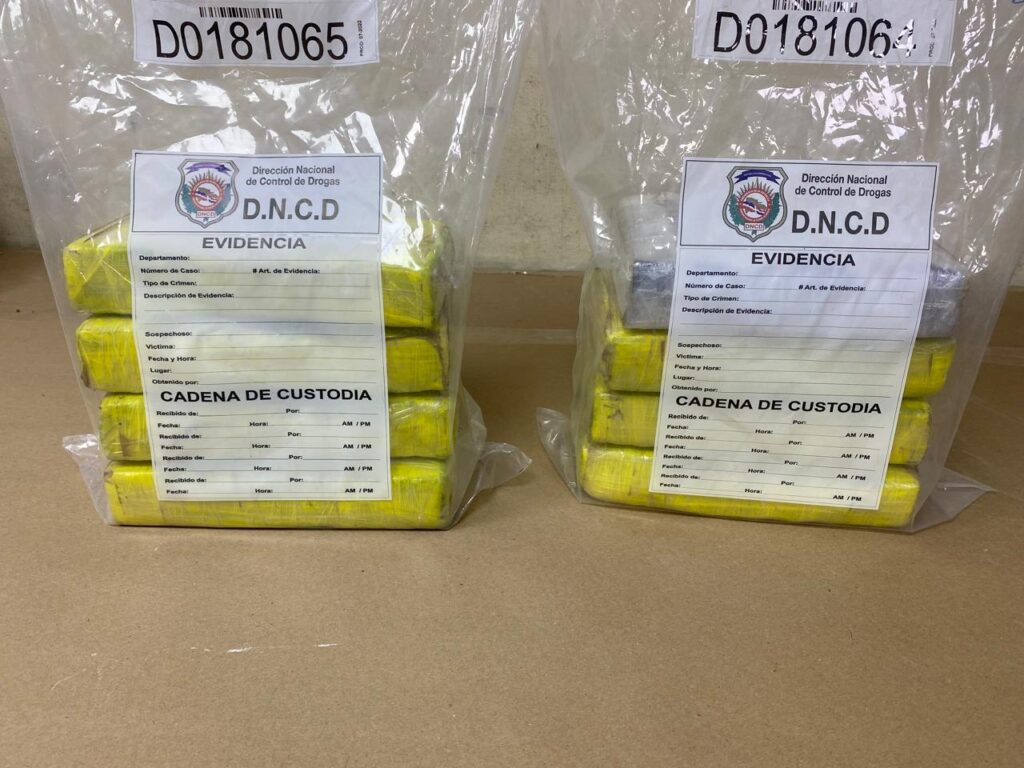 D0181065
Dirección Nacional
de Control de Drogas
DNCD
D.N.C.D
EVIDENCIA
Departamento:
Número de Caso: # Art. de Evidencia:
Tipo de Crimen:
Descripción de Evidencia:
Sospechoso:
Victima:
Fecha y Hora:
Lugar:
Obtenido por:
CADENA DE CUSTODIA
Recibido de: Por:
Fecha: Hora: AM / PM
Recibido de: Por:
Fecha: Hora: AM / PM
Recibido de: Por:
Fecha: Hora: AM / PM
Recibido de: Por:
Fecha: Hora: AM / PM
D0181064
Dirección Nacional
de Control de Drogas
DNCD
D.N.C.D
EVIDENCIA
Departamento:
Número de Caso: # Art. de Evidencia:
Tipo de Crimen:
Descripción de Evidencia:
Sospechoso:
Victima:
Fecha y Hora:
Lugar:
Obtenido por:
CADENA DE CUSTODIA
Recibido de: Por:
Fecha: Hora: AM / PM
Recibido de: Por:
Fecha: Hora: AM / PM
Recibido de: Por:
Fecha: Hora: AM / PM
Recibido de: Por:
Fecha: Hora: AM / PM